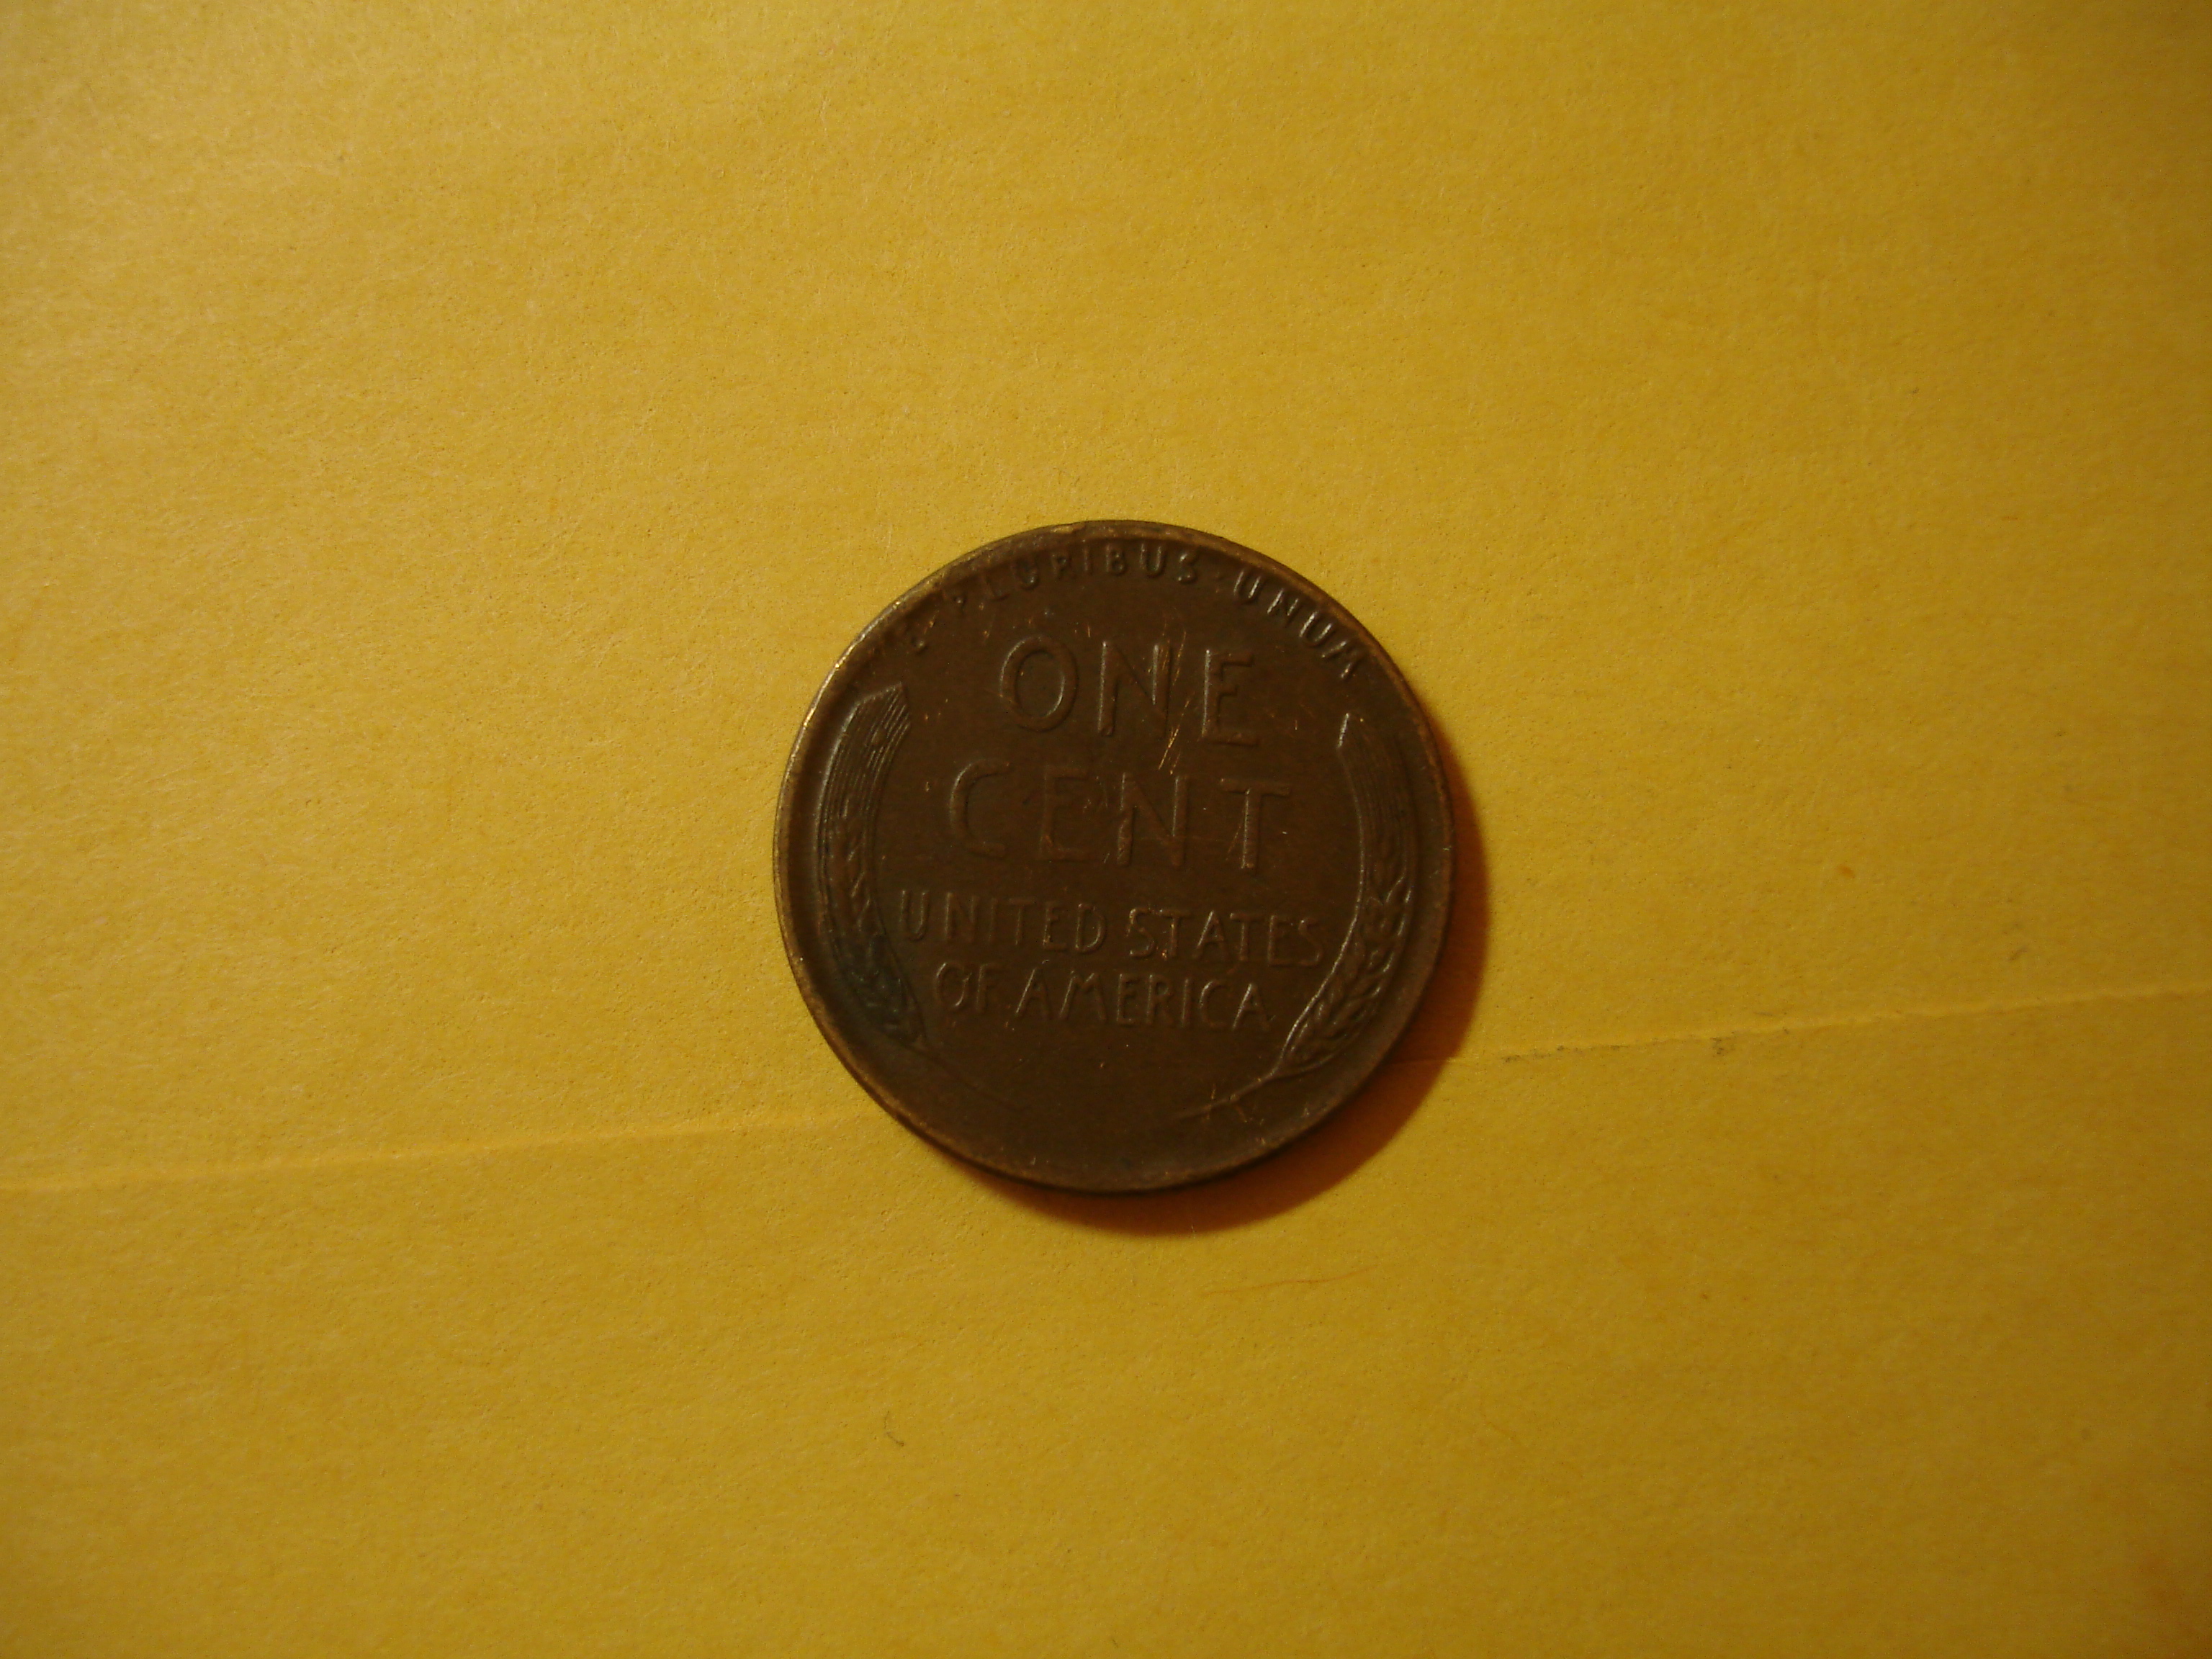 E·PLURIBUS·UNUM
ONE
CENT
UNITED STATES
OF AMERICA